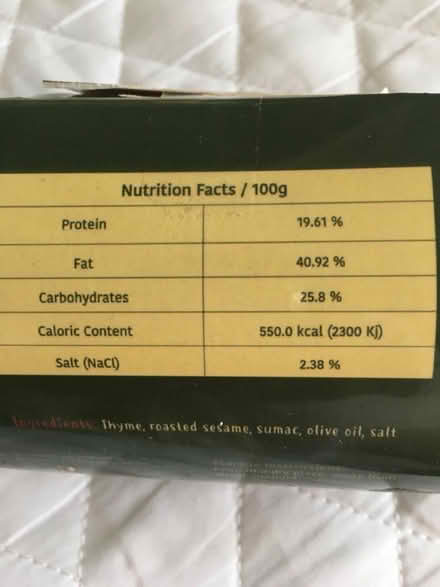 Nutrition Facts / 100g
Protein 19.61 %
Fat 40.92 %
Carbohydrates 25.8 %
Caloric Content 550.0 kcal (2300 Kj)
Salt (NaCl) 2.38 %
Ingredients: Thyme, roasted sesame, sumac, olive oil, salt